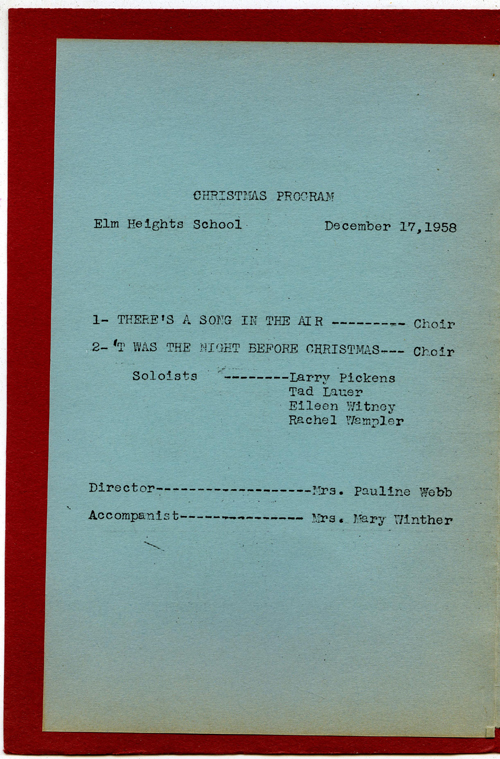 CHRISTMAS PROGRAM
Elm Heights School December 17,1958
1- THERE'S A SONG IN THE AIR --------- Choir
2- 'T WAS THE NIGHT BEFORE CHRISTMAS--- Choir
Soloists --------Larry Pickens
Tad Lauer
Eileen Witney
Rachel Wampler
Director-------------------Mrs. Pauline Webb
Accompanist--------------- Mrs. Mary Winther